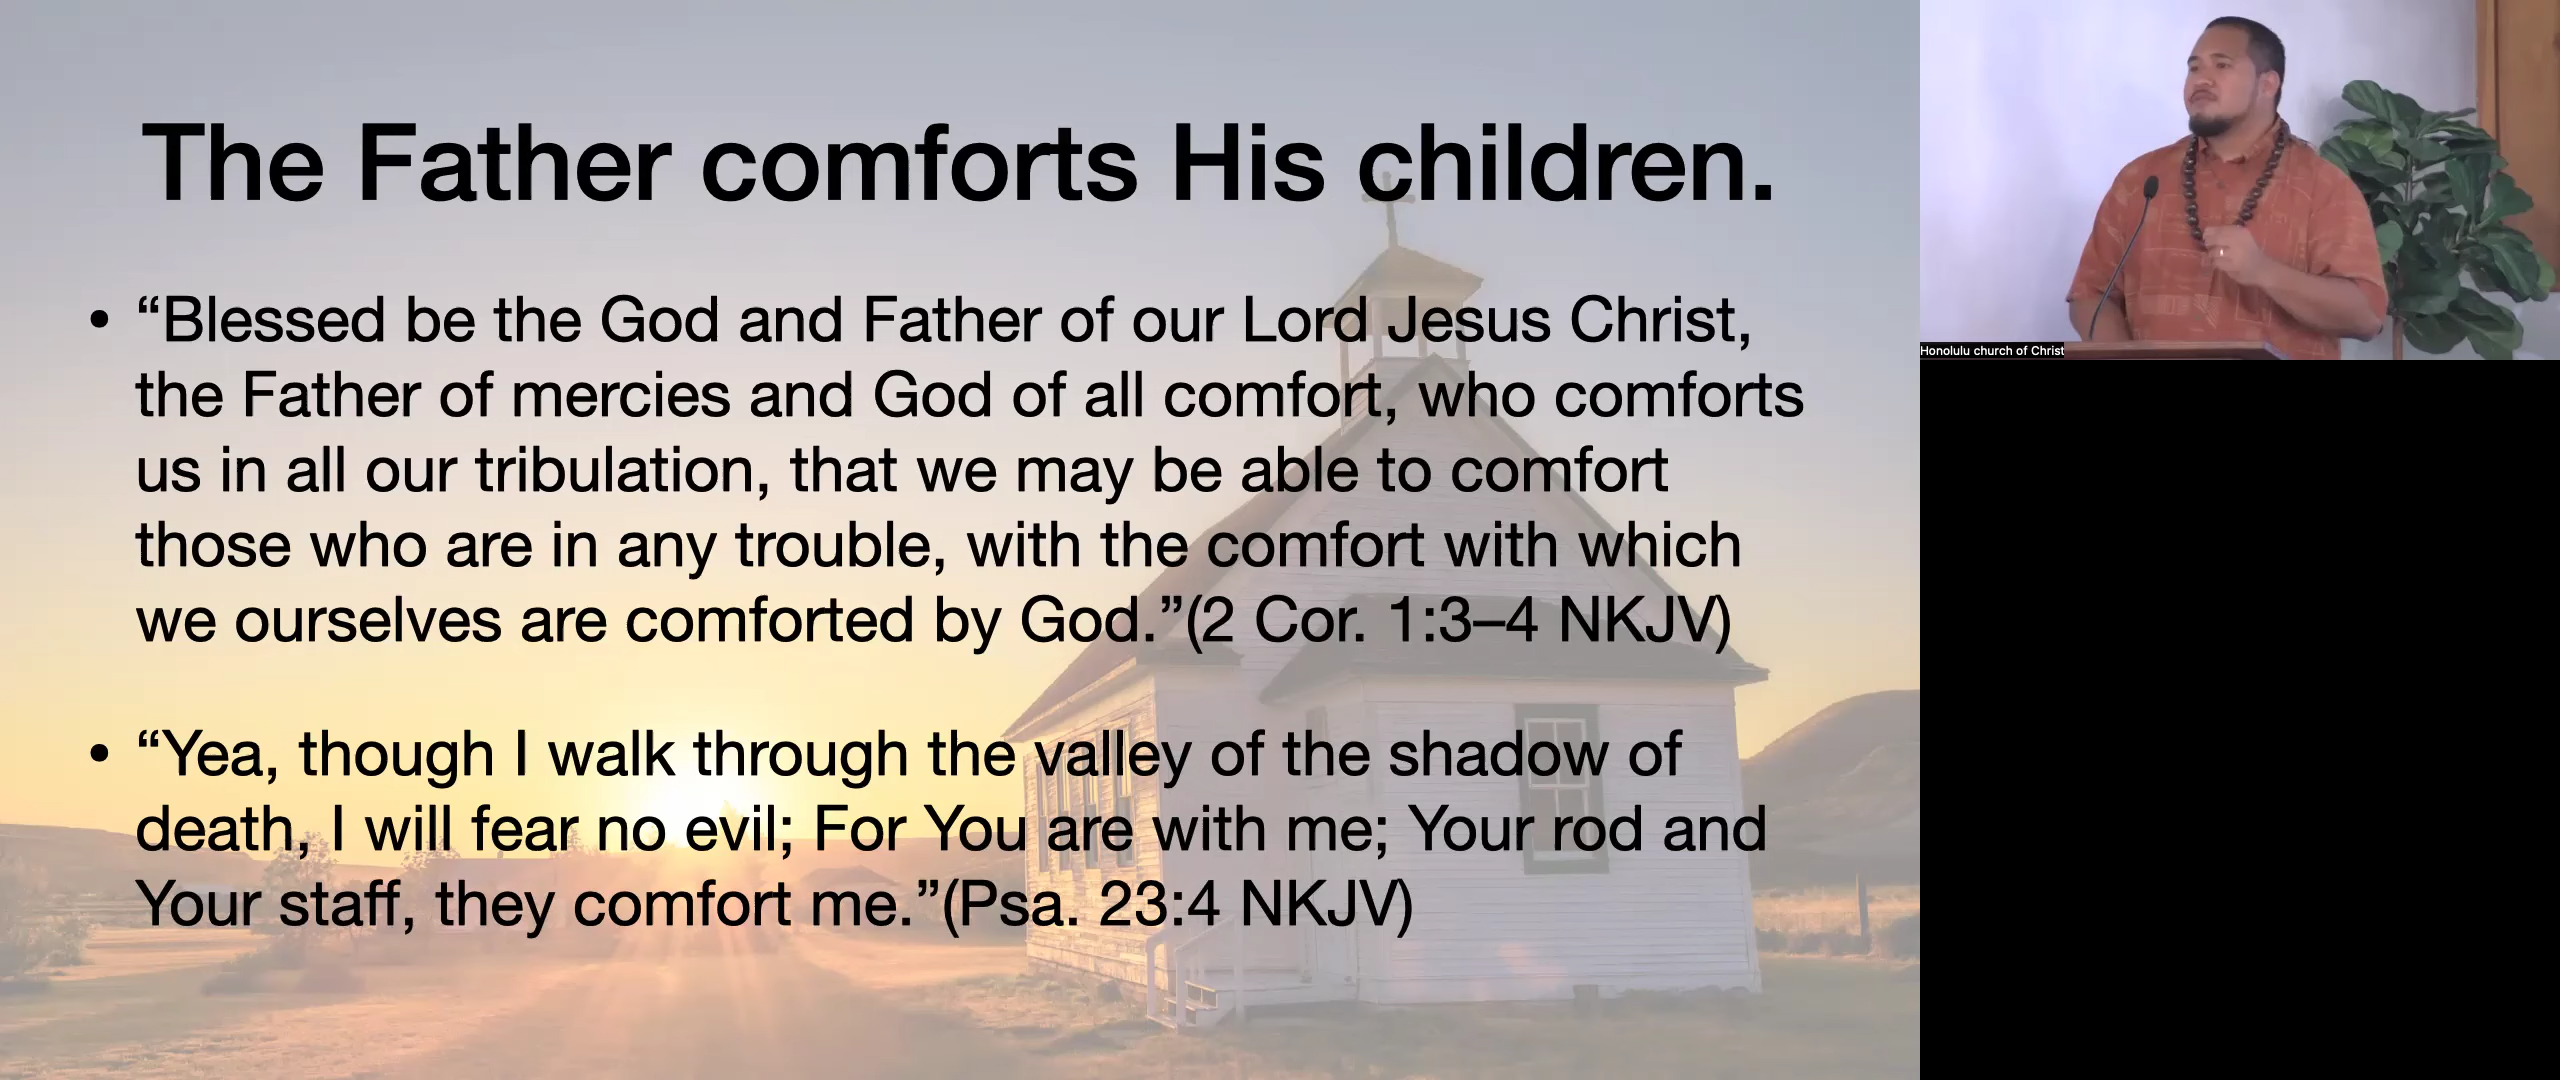 The Father comforts His children.
• “Blessed be the God and Father of our Lord Jesus Christ,
the Father of mercies and God of all comfort, who comforts
us in all our tribulation, that we may be able to comfort
those who are in any trouble, with the comfort with which
we ourselves are comforted by God.”(2 Cor. 1:3–4 NKJV)
• “Yea, though I walk through the valley of the shadow of
death, I will fear no evil; For You are with me; Your rod and
Your staff, they comfort me.”(Psa. 23:4 NKJV)
Honolulu church of Christ